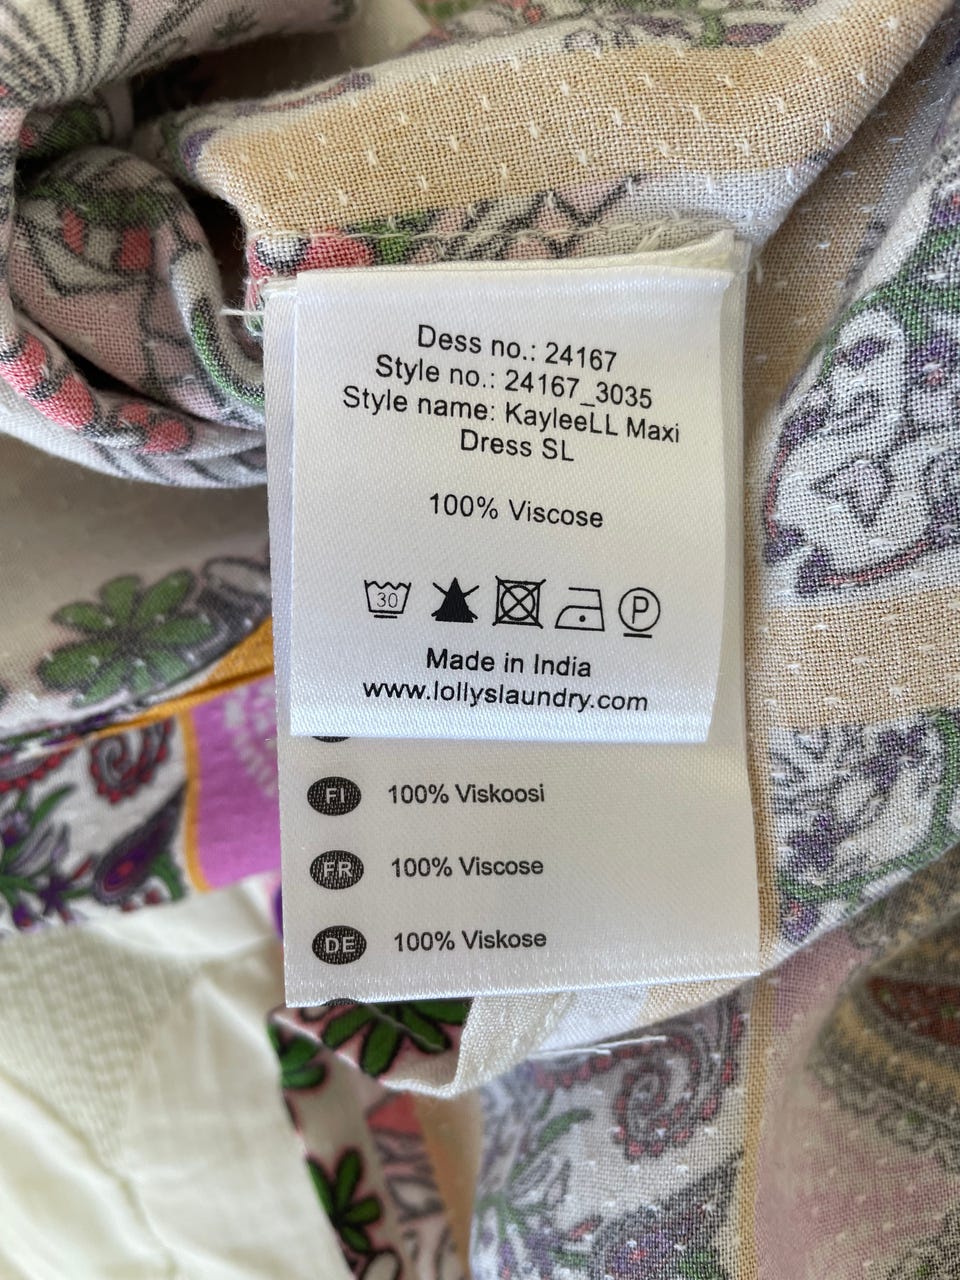 Dess no.: 24167
Style no.: 24167_3035
Style name: KayleeLL Maxi
Dress SL
100% Viscose
30
P
Made in India
www.lollyslaundry.com
FI 100% Viskoosi
FR 100% Viscose
DE 100% Viskose